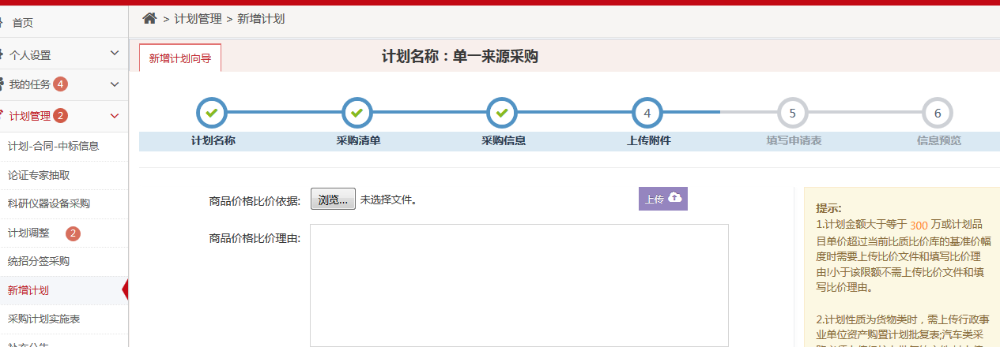 首页
个人设置
我的任务 4
计划管理 2
计划-合同-中标信息
论证专家抽取
科研仪器设备采购
计划调整 2
统招分签采购
新增计划
采购计划实施表
> 计划管理 > 新增计划
新增计划向导
计划名称：单一来源采购
4 5 6
计划名称 采购清单 采购信息 上传附件 填写申请表 信息预览
商品价格比价依据: 浏览... 未选择文件。 上传
商品价格比价理由:
提示:
1.计划金额大于等于 300 万或计划品
目单价超过当前比质比价库的基准价幅
度时需要上传比价文件和填写比价理
由!小于该限额不需上传比价文件和填
写比价理由。
2.计划性质为货物类时，需上传行政事
业单位资产购置计划批复表;汽车类采